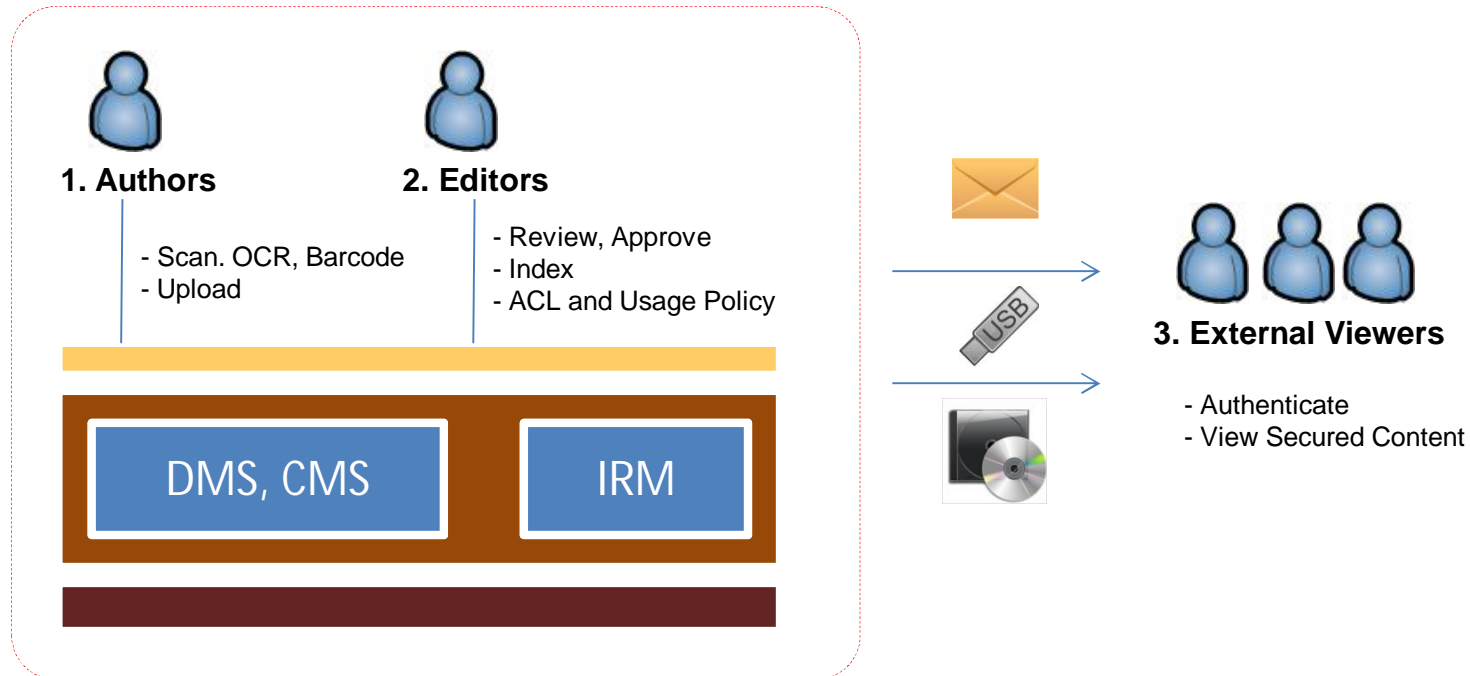 1. Authors
- Scan. OCR, Barcode
- Upload
2. Editors
- Review, Approve
- Index
- ACL and Usage Policy
DMS, CMS
IRM
USB
3. External Viewers
- Authenticate
- View Secured Content